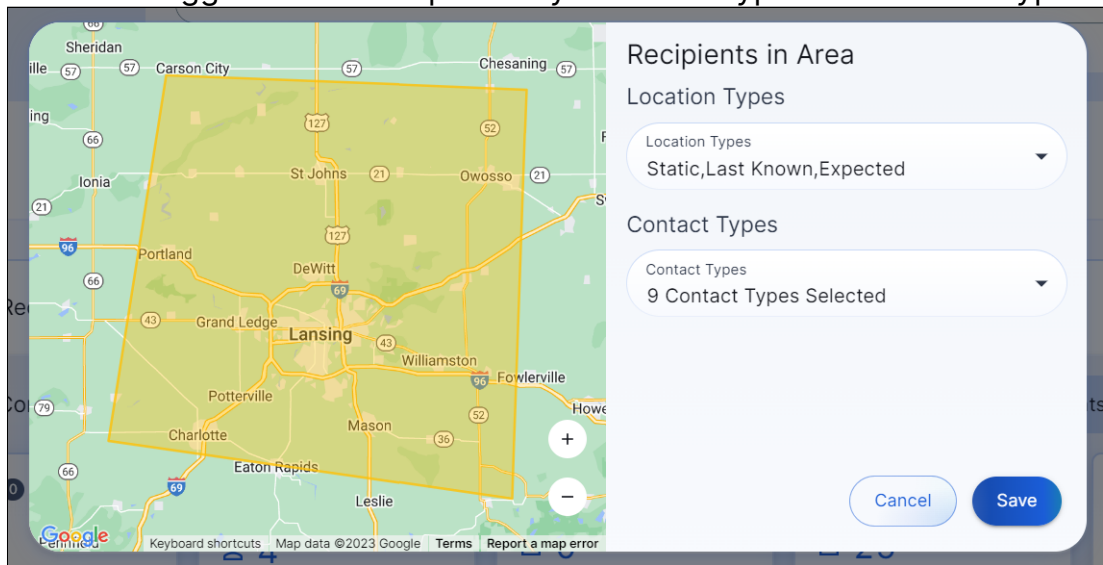 Sheridan
57
57
Carson City
57
Chesaning
57
127
52
66
Ionia
St Johns
21
Owosso
21
21
127
96
Portland
DeWitt
66
69
43
Grand Ledge
Lansing
43
Williamston
96
Fowlerville
Potterville
79
52
Howe
Charlotte
Mason
36
66
Eaton Rapids
69
Leslie
+
−
Google
Keyboard shortcuts
Map data ©2023 Google
Terms
Report a map error
Recipients in Area
Location Types
Location Types
Static,Last Known,Expected
Contact Types
Contact Types
9 Contact Types Selected
Cancel
Save